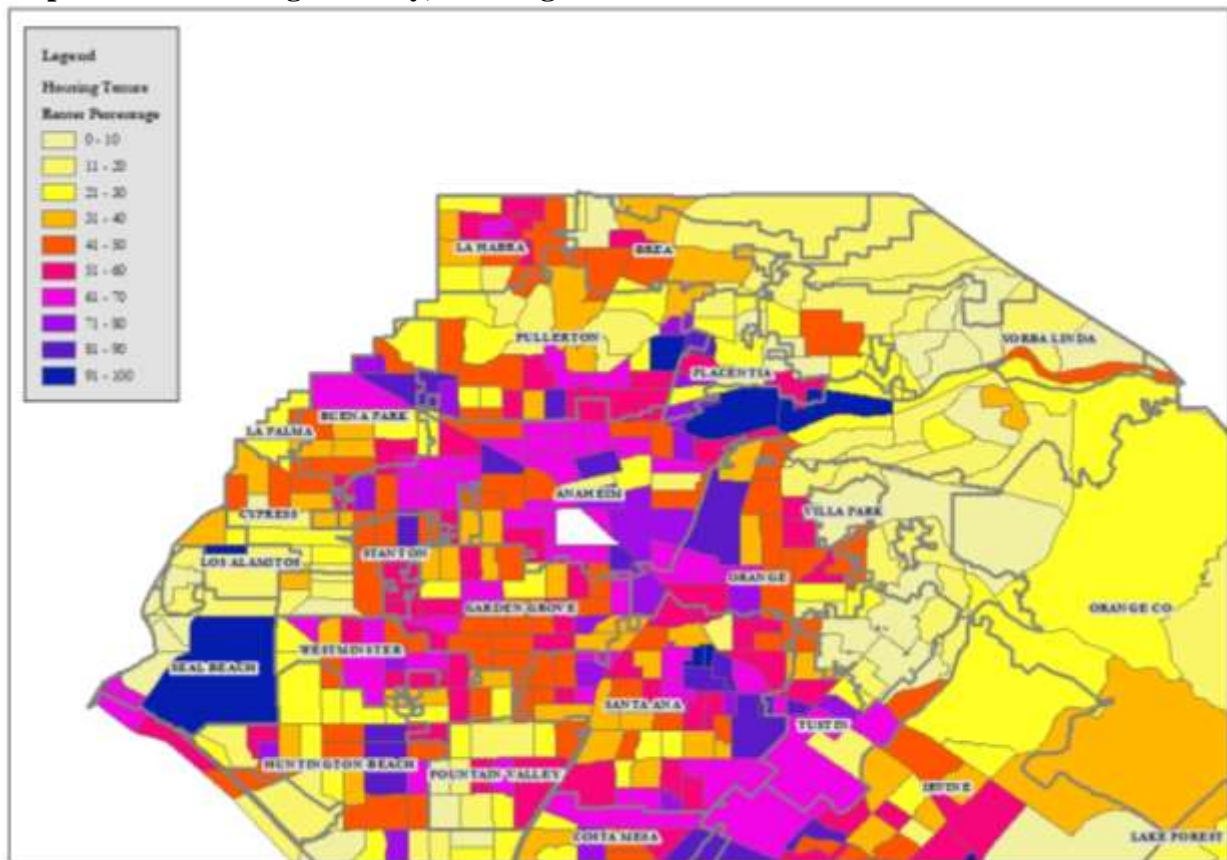 Legend
Housing Tenure
Renter Percentage
0 - 10
11 - 20
21 - 30
31 - 40
41 - 50
51 - 60
61 - 70
71 - 80
81 - 90
91 - 100
LA HABRA
BREA
FULLERTON
YORBA LINDA
PLACENTIA
BUENA PARK
LA PALMA
ANAHEIM
CYPRESS
VILLA PARK
STANTON
LOS ALAMITOS
ORANGE
GARDEN GROVE
ORANGE CO
WESTMINSTER
SEAL BEACH
SANTA ANA
TUSTIN
HUNTINGTON BEACH
FOUNTAIN VALLEY
IRVINE
COSTA MESA
LAKE FOREST